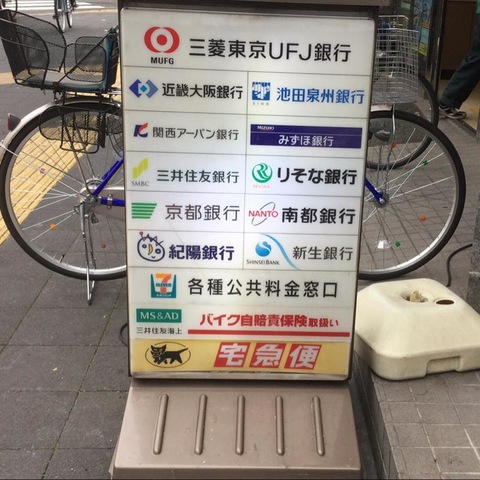 MUFG 三菱東京UFJ銀行
近畿大阪銀行 池田泉州銀行
関西アーバン銀行 MIZUHO みずほ銀行
SMBC 三井住友銀行 RESONA りそな銀行
京都銀行 NANTO 南都銀行
紀陽銀行 SHINSEI BANK 新生銀行
7 ELEVEN 各種公共料金窓口
MS&AD 三井住友海上 バイク自賠責保険取扱い
宅急便